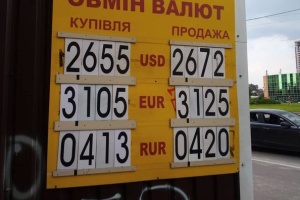 ОБМІН ВАЛЮТ
КУПІВЛЯ ПРОДАЖА
2655 USD 2672
3105 EUR 3125
0413 RUR 0420